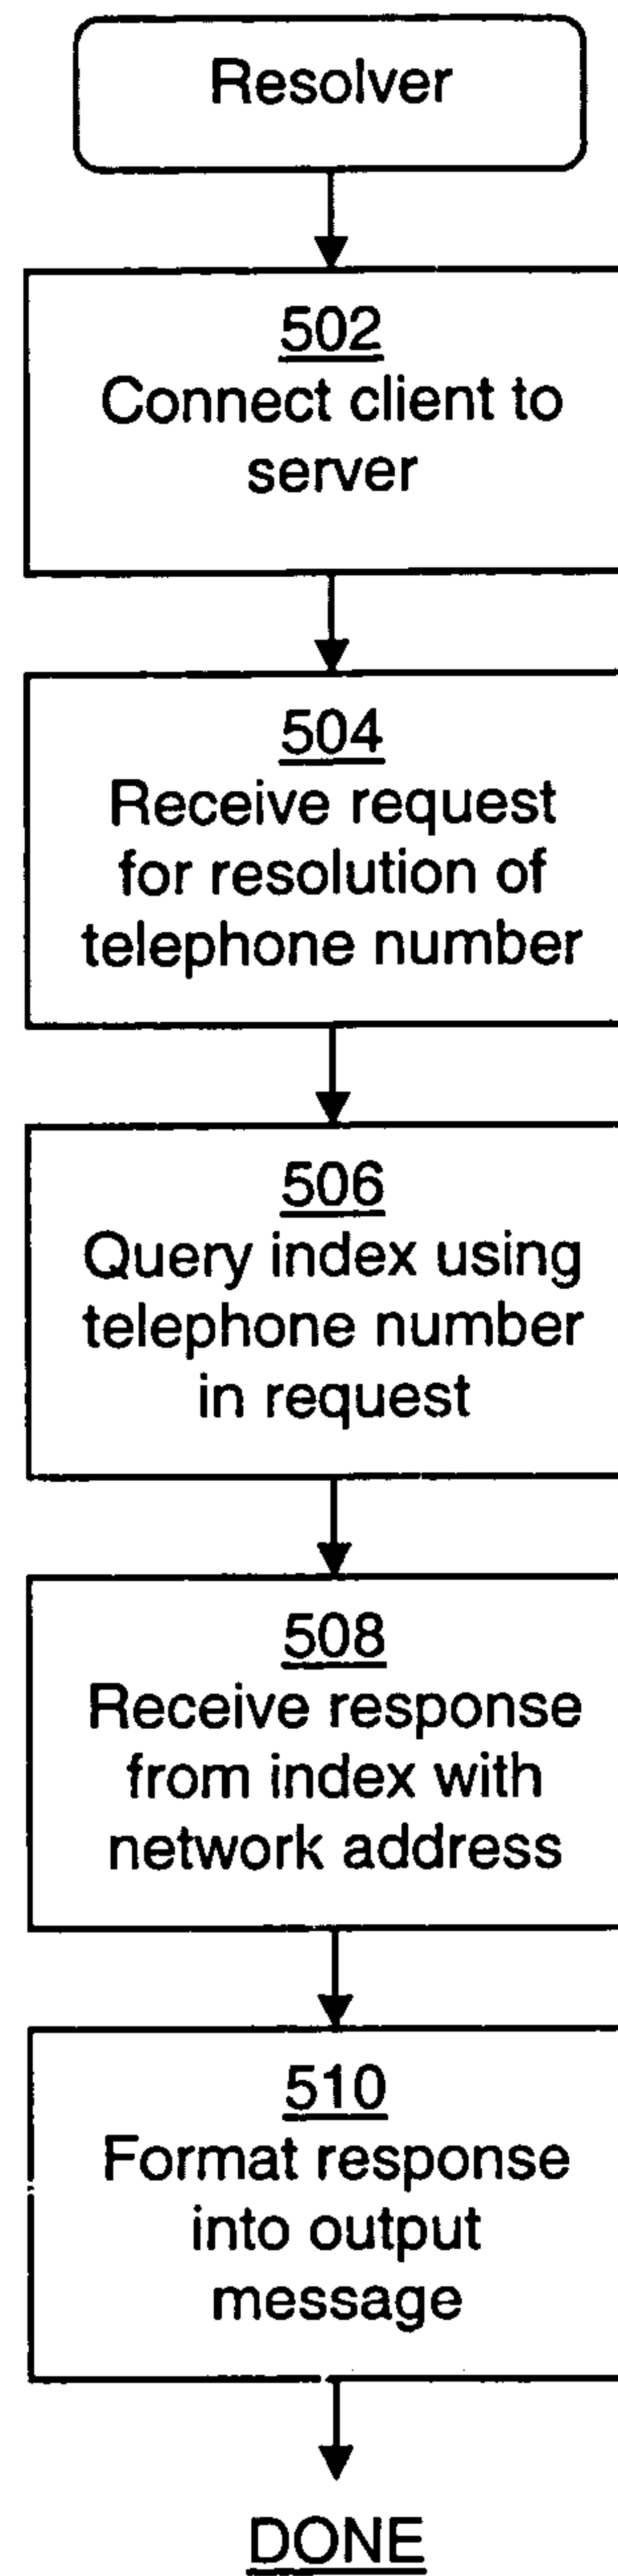 Resolver
502
Connect client to
server
504
Receive request
for resolution of
telephone number
506
Query index using
telephone number
in request
508
Receive response
from index with
network address
510
Format response
into output
message
DONE